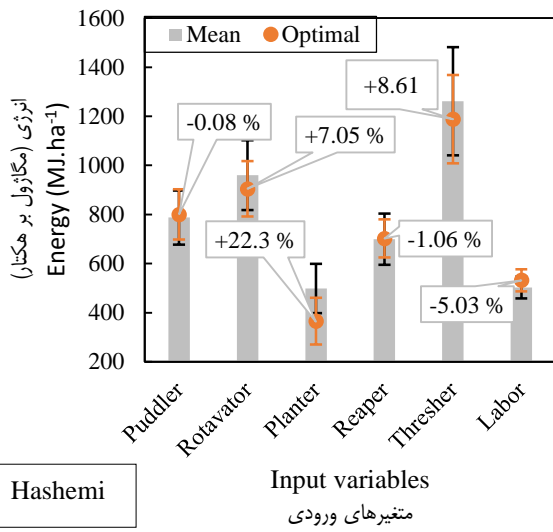 1600
1400
1200
1000
800
600
400
200
انرژی (مگاژول بر هکتار)
Energy (MJ.ha-1)
Mean
Optimal
-0.08 %
+7.05 %
+22.3 %
+8.61
-1.06 %
-5.03 %
Puddler
Rotavator
Planter
Reaper
Thresher
Labor
Hashemi
Input variables
متغیرهای ورودی